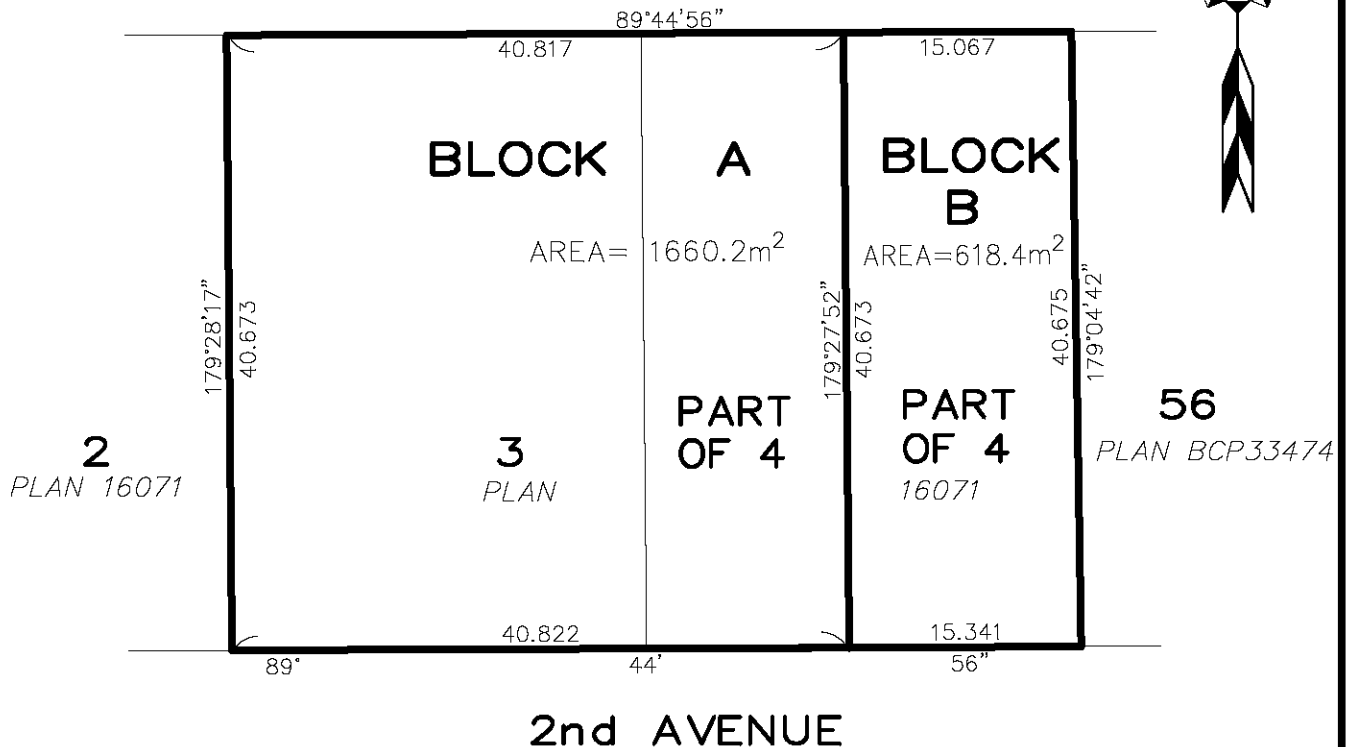 89°44'56"
40.817
15.067
BLOCK A
BLOCK
B
AREA= 1660.2m²
AREA=618.4m²
179°28'17"
40.673
179°27'52"
40.673
40.675
179°04'42"
PART
OF 4
PART
OF 4
16071
2
PLAN 16071
3
PLAN
56
PLAN BCP33474
40.822
15.341
89° 44' 56"
2nd AVENUE